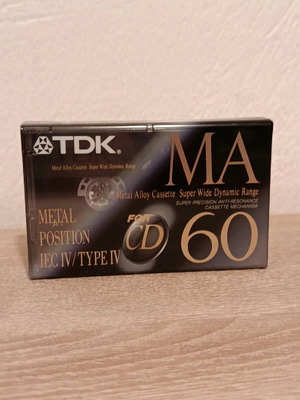 TDK
Metal Alloy Cassette Super Wide Dynamic Range
MA
Metal Alloy Cassette Super Wide Dynamic Range
SUPER PRECISION ANTI-RESONANCE
CASSETTE MECHANISM
METAL
POSITION
IEC IV/TYPE IV
FOR
CD
60